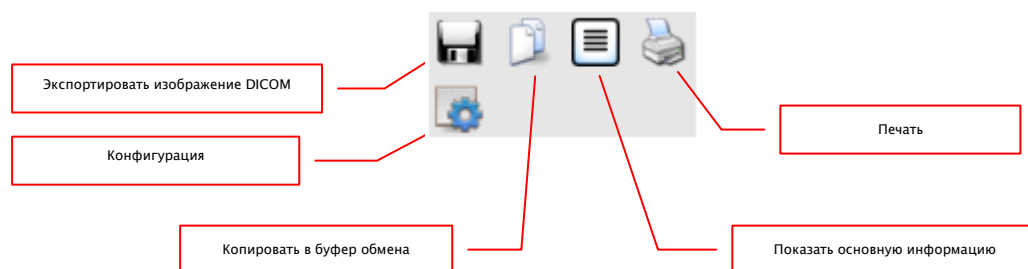 Экспортировать изображение DICOM
Печать
Конфигурация
Копировать в буфер обмена
Показать основную информацию